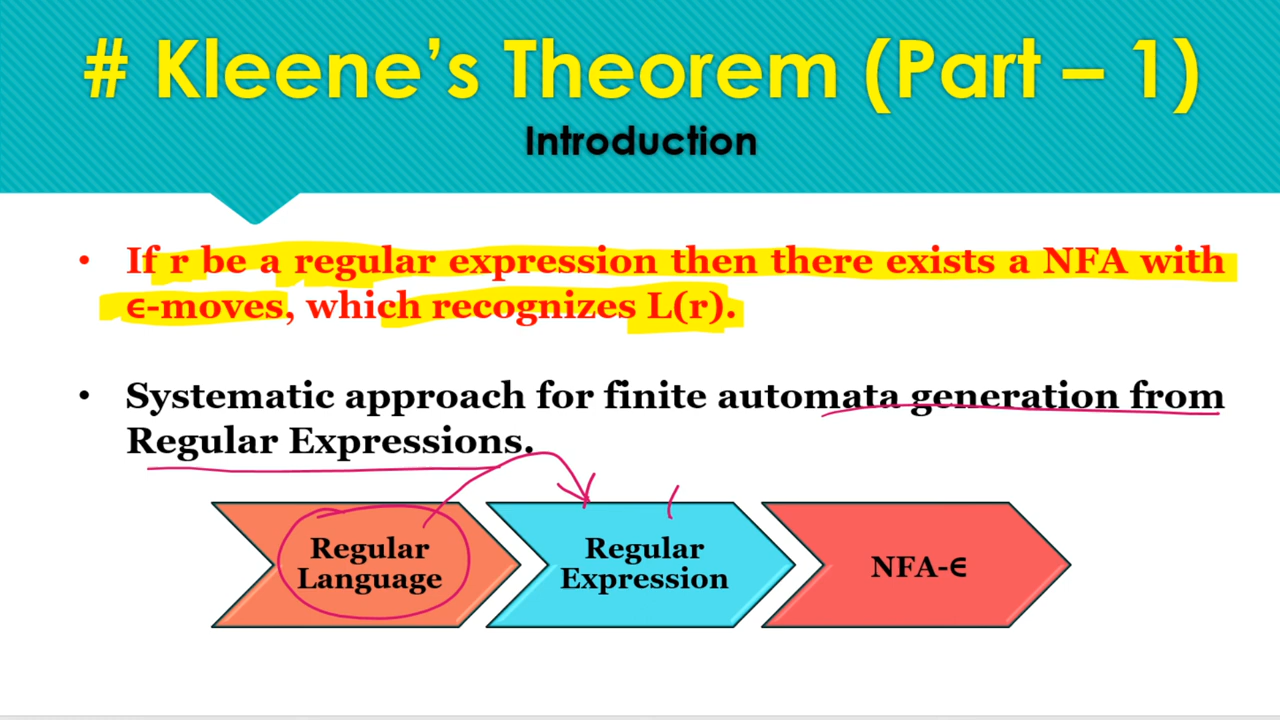 # Kleene’s Theorem (Part – 1)
Introduction
• If r be a regular expression then there exists a NFA with
ϵ-moves, which recognizes L(r).
• Systematic approach for finite automata generation from
Regular Expressions.
Regular
Language
Regular
Expression
NFA-ϵ